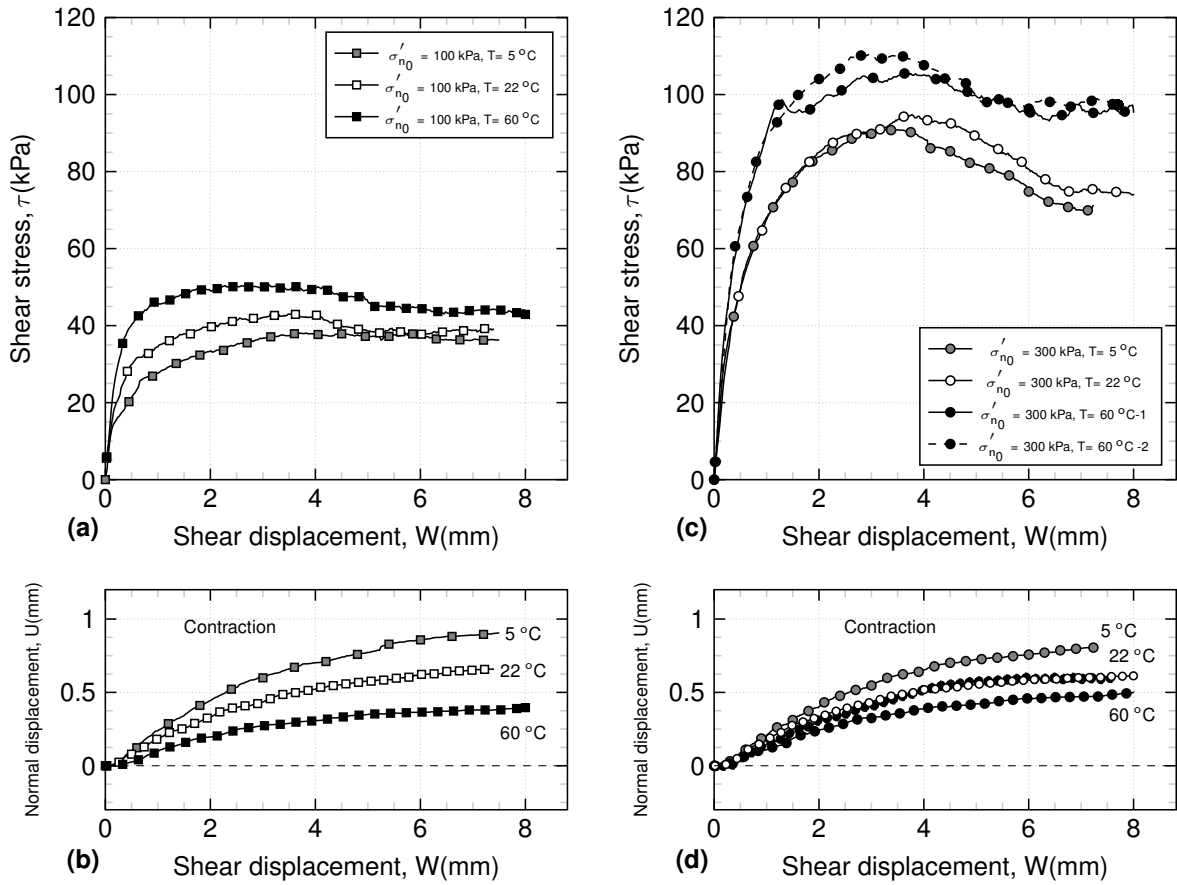 120
100
80
60
40
20
0
Shear stress, τ(kPa)
σ′n0 = 100 kPa, T= 5 °C
σ′n0 = 100 kPa, T= 22 °C
σ′n0 = 100 kPa, T= 60 °C
0 2 4 6 8
(a) Shear displacement, W(mm)
120
100
80
60
40
20
0
Shear stress, τ(kPa)
σ′n0 = 300 kPa, T= 5 °C
σ′n0 = 300 kPa, T= 22 °C
σ′n0 = 300 kPa, T= 60 °C-1
σ′n0 = 300 kPa, T= 60 °C -2
0 2 4 6 8
(c) Shear displacement, W(mm)
1
0.5
0
Normal displacement, U(mm)
Contraction
5 °C
22 °C
60 °C
0 2 4 6 8
(b) Shear displacement, W(mm)
1
0.5
0
Normal displacement, U(mm)
Contraction
5 °C
22 °C
60 °C
0 2 4 6 8
(d) Shear displacement, W(mm)